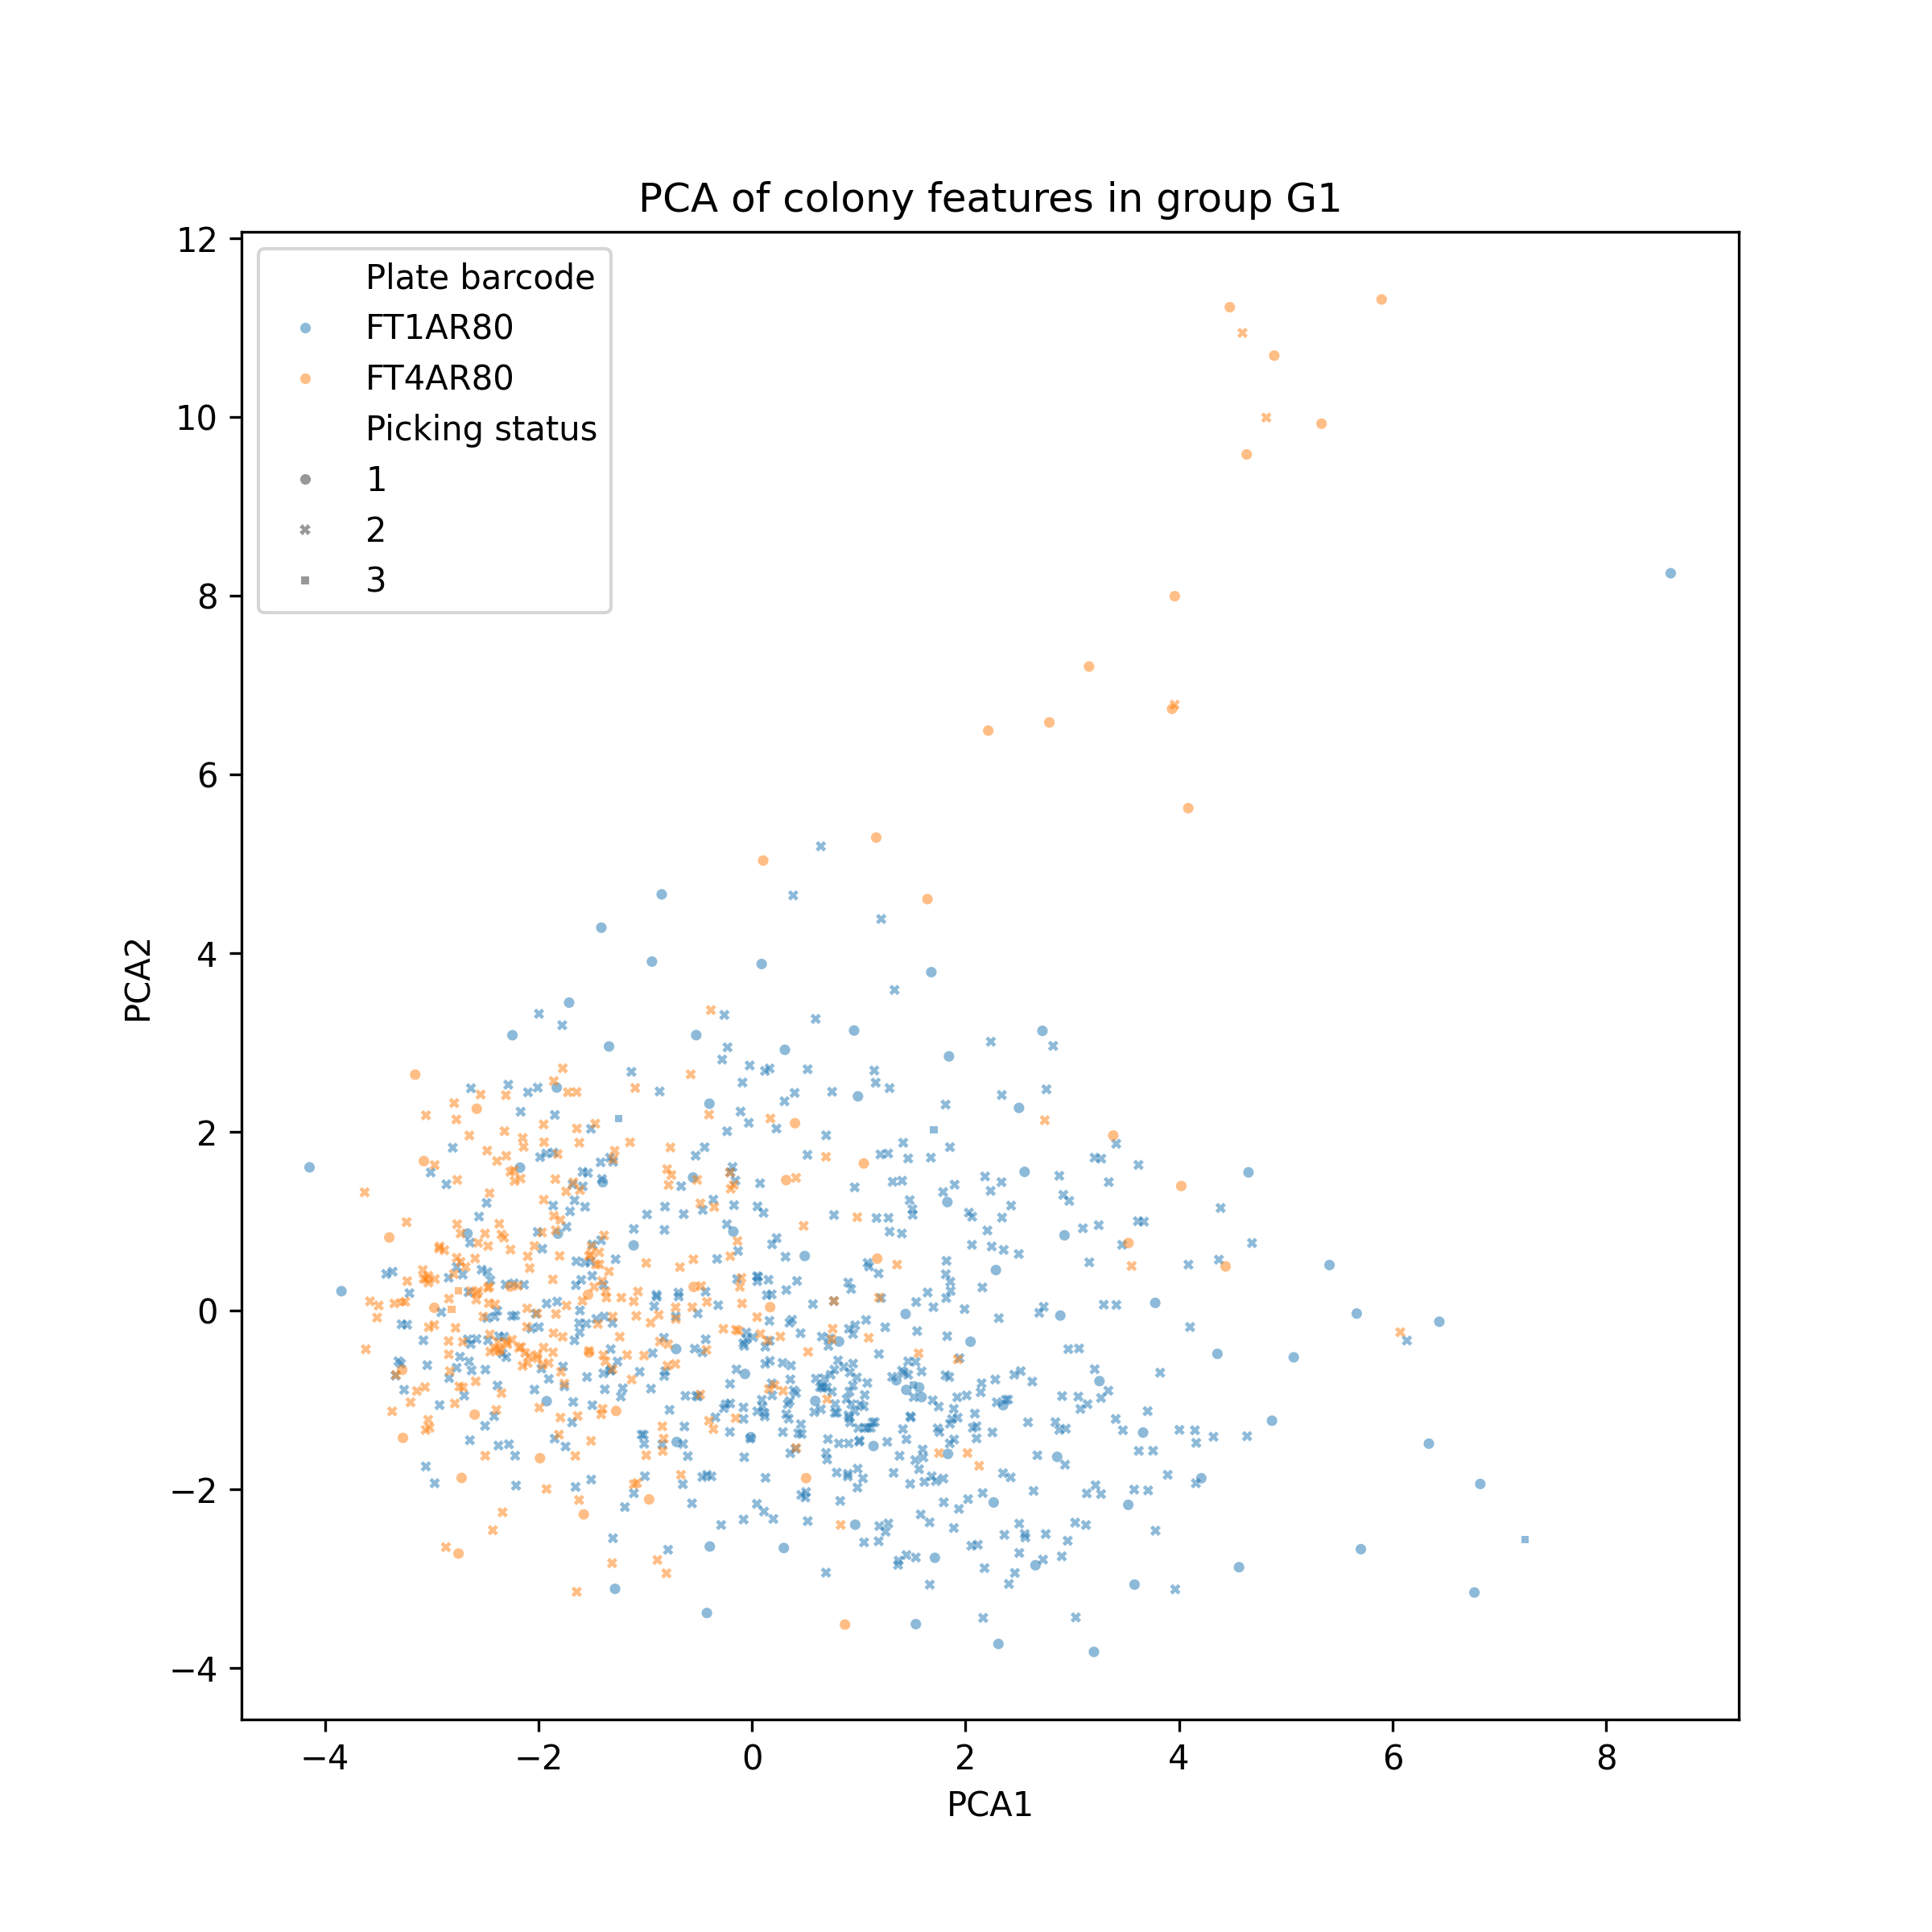 PCA of colony features in group G1
12
10
8
6
4
2
0
−2
−4
PCA2
Plate barcode
FT1AR80
FT4AR80
Picking status
1
2
3
−4 −2 0 2 4 6 8
PCA1